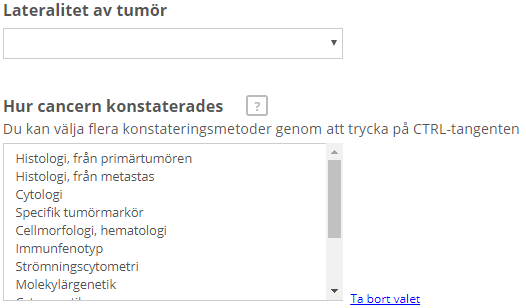 Lateralitet av tumör
Hur cancern konstaterades ?
Du kan välja flera konstateringsmetoder genom att trycka på CTRL-tangenten
Histologi, från primärtumören
Histologi, från metastas
Cytologi
Specifik tumörmarkör
Cellmorfologi, hematologi
Immunfenotyp
Strömningscytometri
Molekylärgenetik
Ta bort valet